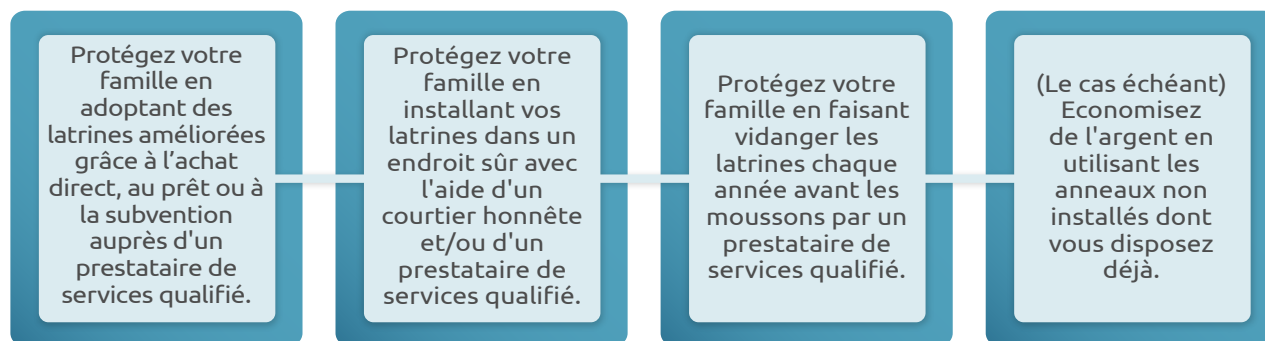 Protégez votre
famille en
adoptant des
latrines améliorées
grâce à l’achat
direct, au prêt ou à
la subvention
auprès d'un
prestataire de
services qualifié.
Protégez votre
famille en
installant vos
latrines dans un
endroit sûr avec
l'aide d'un
courtier honnête
et/ou d'un
prestataire de
services qualifié.
Protégez votre
famille en faisant
vidanger les
latrines chaque
année avant les
moussons par un
prestataire de
services qualifié.
(Le cas échéant)
Economisez
de l'argent en
utilisant les
anneaux non
installés dont
vous disposez
déjà.